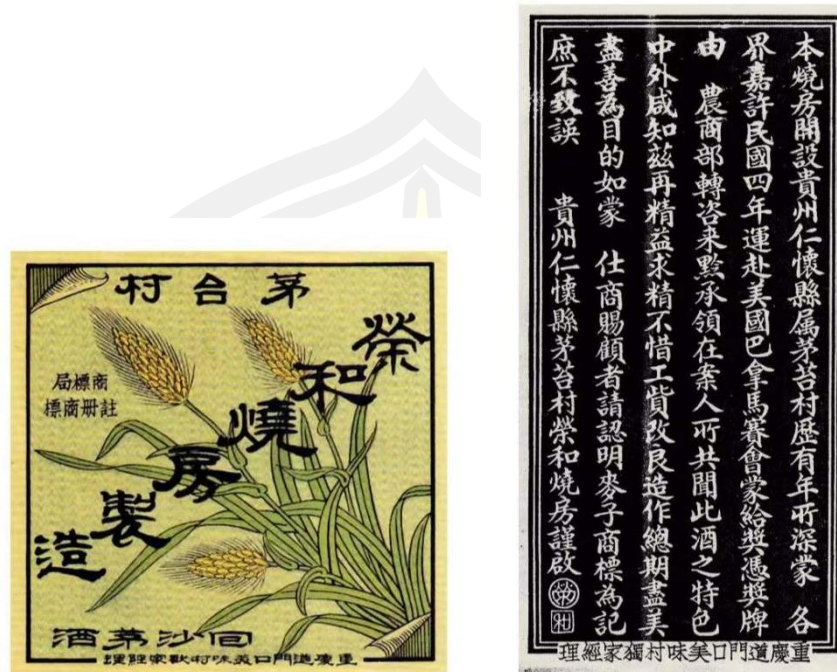 茅台村
榮和燒房製造
商標局
註册商標
回沙茅酒
重慶道門口美味村獨家經理
本燒房開設貴州仁懷縣属茅苔村歷有年所深蒙 各
界嘉許民國四年運赴美國巴拿馬賽會蒙給奬憑奬牌
由 農商部轉咨来黔承領在案人所共聞此酒之特色
中外咸知兹再精益求精不惜工貲改良造作總期盡美
盡善為目的如蒙 仕商賜顧者請認明麥子商標為記
庶不致誤 貴州仁懷縣茅苔村榮和燒房謹啟
重慶道門口美味村獨家經理